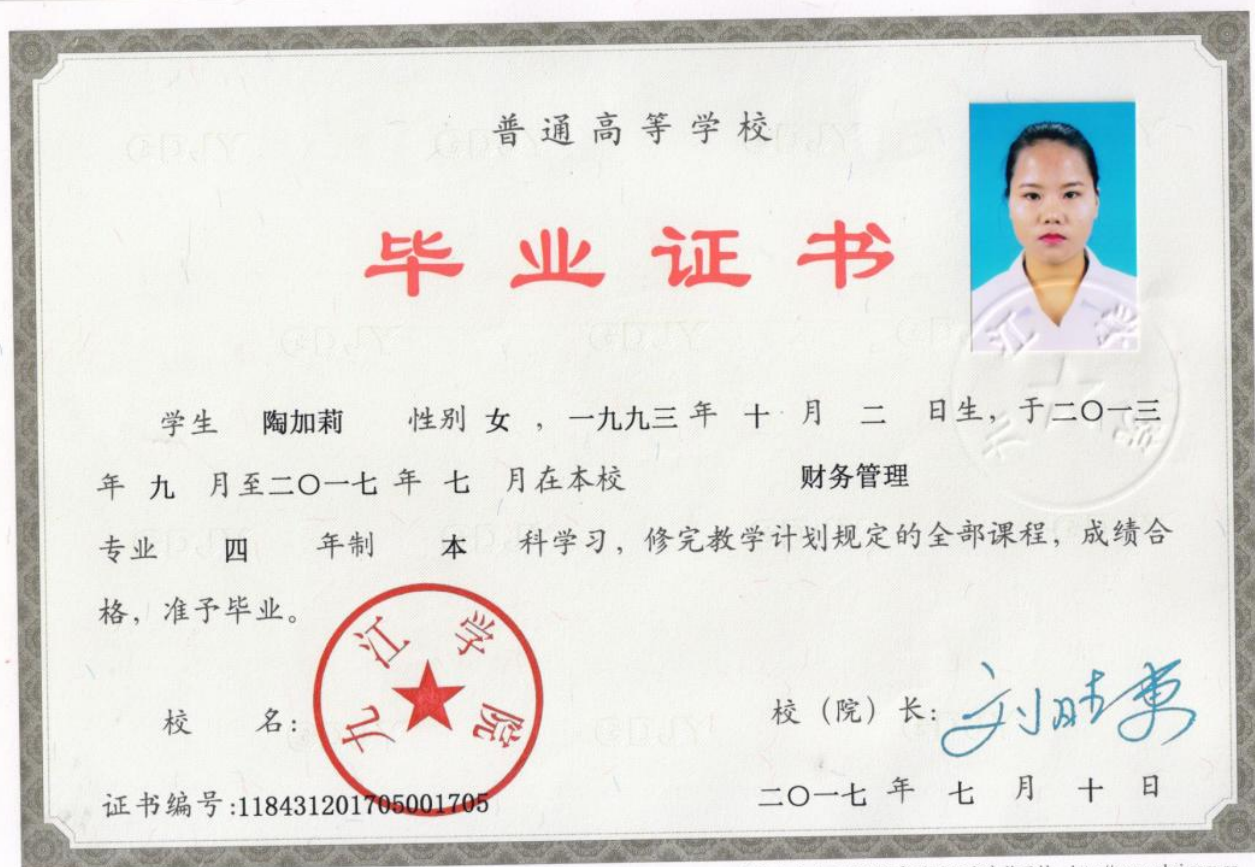 普通高等学校
毕业证书
学生 陶加莉 性别 女 ，一九九三 年 十 月 二 日生，于二〇一三
年 九 月至二〇一七 年 七 月在本校 财务管理
专业 四 年制 本 科学习，修完教学计划规定的全部课程，成绩合
格，准予毕业。
九江学院
校 名：
校（院）长：
证书编号:118431201705001705
二〇一七 年 七 月 十 日